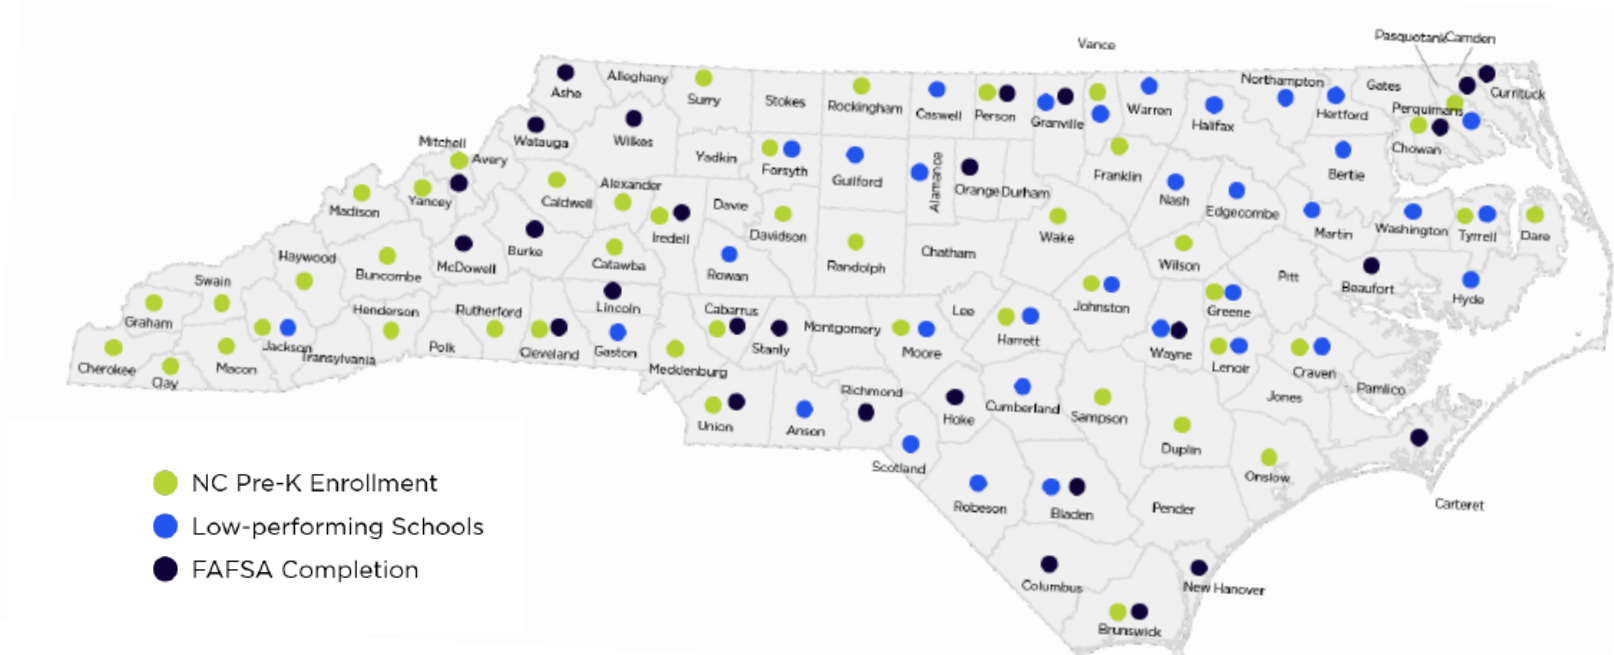 Vance
Pasquotank
Camden
Ashe
Alleghany
Surry
Stokes
Rockingham
Caswell
Person
Granville
Warren
Halifax
Northampton
Hertford
Gates
Perquimans
Currituck
Chowan
Mitchell
Avery
Watauga
Wilkes
Yadkin
Forsyth
Guilford
Alamance
Orange
Durham
Franklin
Nash
Edgecombe
Bertie
Martin
Washington
Tyrrell
Dare
Madison
Yancey
Caldwell
Alexander
Iredell
Davie
Davidson
Randolph
Chatham
Wake
Wilson
Pitt
Beaufort
Hyde
Haywood
Buncombe
McDowell
Burke
Catawba
Rowan
Swain
Graham
Henderson
Rutherford
Lincoln
Cabarrus
Montgomery
Lee
Harrett
Johnston
Greene
Cherokee
Clay
Macon
Jackson
Transylvania
Polk
Cleveland
Gaston
Mecklenburg
Stanly
Moore
Wayne
Lenoir
Craven
Pamlico
Jones
Union
Anson
Richmond
Hoke
Cumberland
Sampson
Duplin
Onslow
Carteret
Scotland
Robeson
Bladen
Pender
Columbus
New Hanover
Brunswick
NC Pre-K Enrollment
Low-performing Schools
FAFSA Completion